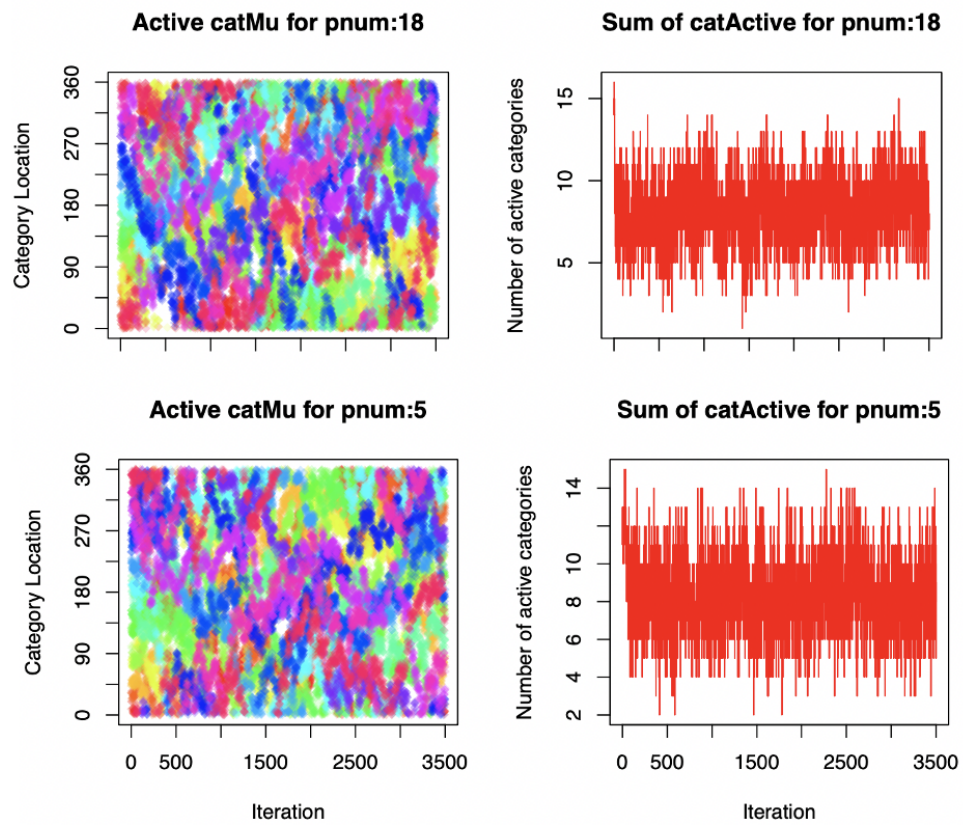 Active catMu for pnum:18
Sum of catActive for pnum:18
Category Location
360
270
180
90
0
Number of active categories
15
10
5
Active catMu for pnum:5
Sum of catActive for pnum:5
Category Location
360
270
180
90
0
0 500 1500 2500 3500
Iteration
Number of active categories
14
10
8
6
4
2
0 500 1500 2500 3500
Iteration